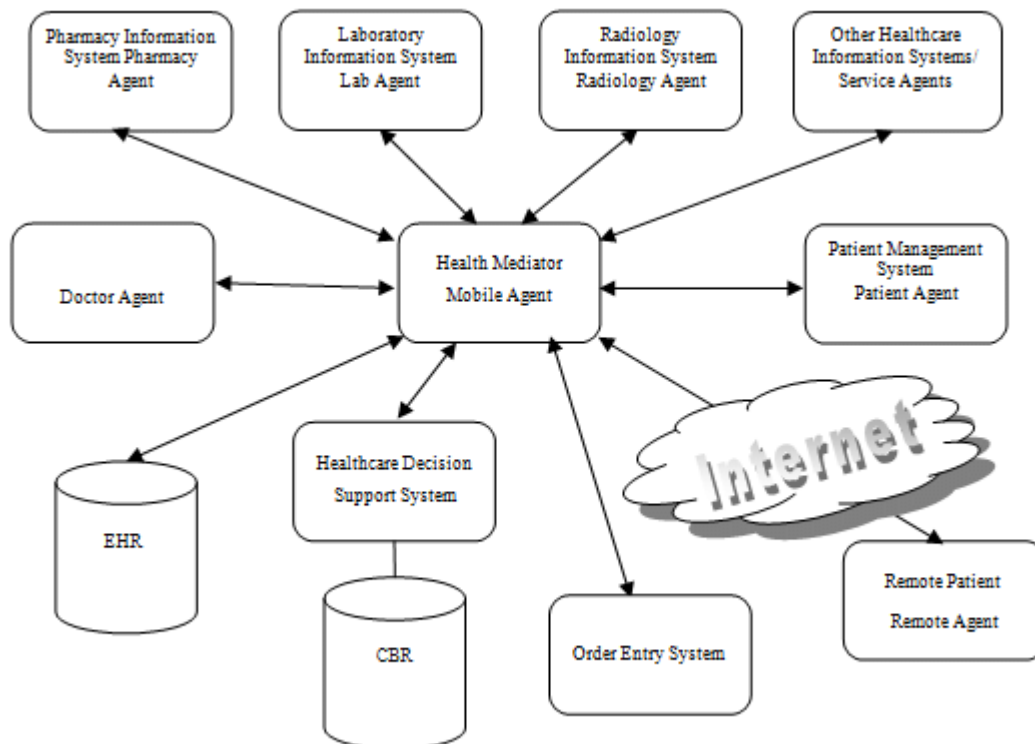 Pharmacy Information
System Pharmacy
Agent
Laboratory
Information System
Lab Agent
Radiology
Information System
Radiology Agent
Other Healthcare
Information Systems/
Service Agents
Doctor Agent
Health Mediator
Mobile Agent
Patient Management
System
Patient Agent
EHR
Healthcare Decision
Support System
CBR
Order Entry System
Internet
Remote Patient
Remote Agent